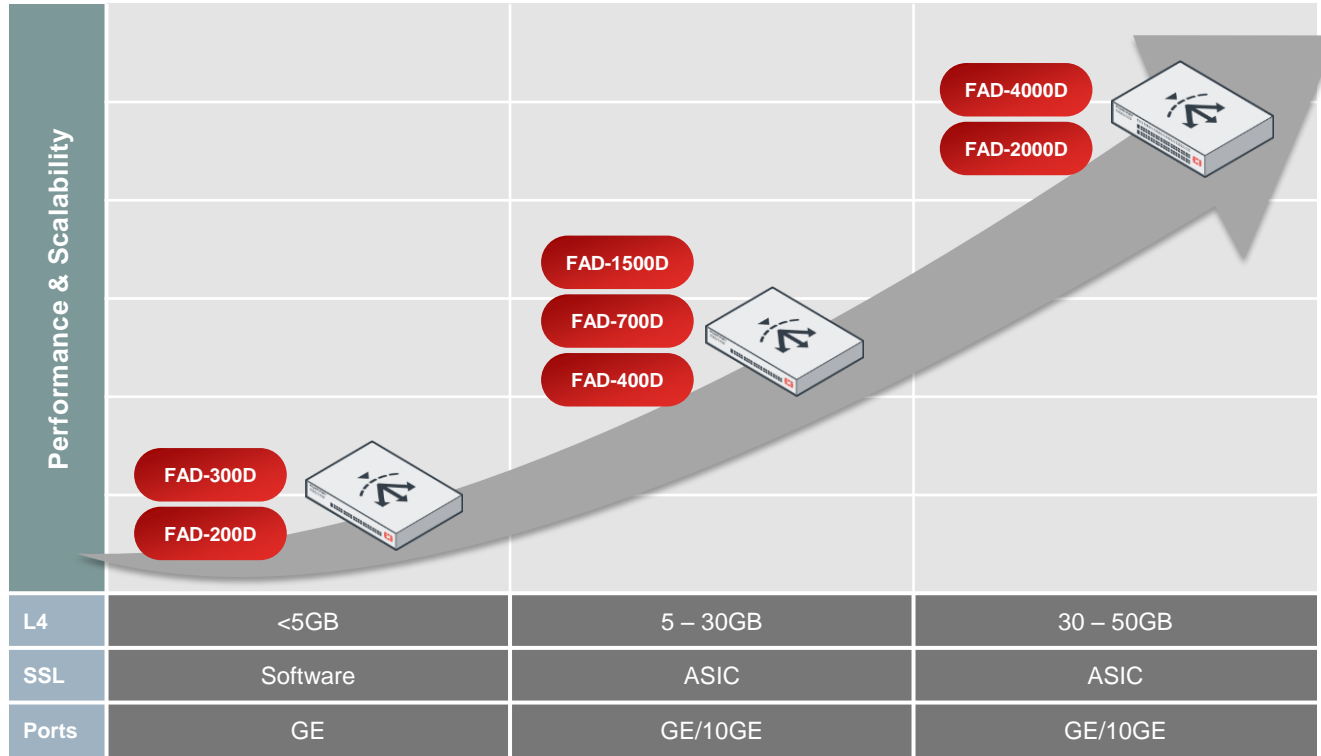 Performance & Scalability
FAD-4000D
FAD-2000D
FAD-1500D
FAD-700D
FAD-400D
FAD-300D
FAD-200D
L4 <5GB 5 – 30GB 30 – 50GB
SSL Software ASIC ASIC
Ports GE GE/10GE GE/10GE